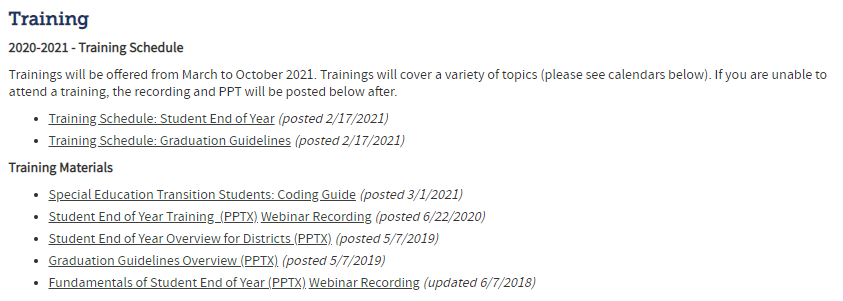 Training
2020-2021 - Training Schedule
Trainings will be offered from March to October 2021. Trainings will cover a variety of topics (please see calendars below). If you are unable to
attend a training, the recording and PPT will be posted below after.
• Training Schedule: Student End of Year (posted 2/17/2021)
• Training Schedule: Graduation Guidelines (posted 2/17/2021)
Training Materials
• Special Education Transition Students: Coding Guide (posted 3/1/2021)
• Student End of Year Training (PPTX) Webinar Recording (posted 6/22/2020)
• Student End of Year Overview for Districts (PPTX) (posted 5/7/2019)
• Graduation Guidelines Overview (PPTX) (posted 5/7/2019)
• Fundamentals of Student End of Year (PPTX) Webinar Recording (updated 6/7/2018)